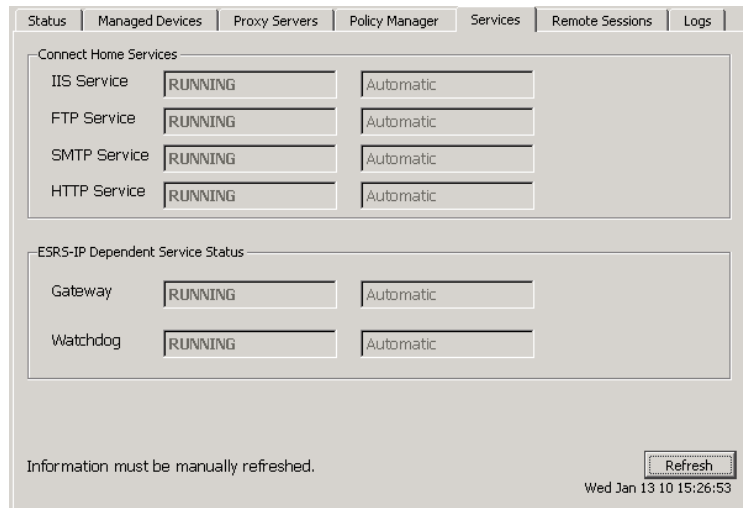 Status Managed Devices Proxy Servers Policy Manager Services Remote Sessions Logs
Connect Home Services
IIS Service RUNNING Automatic
FTP Service RUNNING Automatic
SMTP Service RUNNING Automatic
HTTP Service RUNNING Automatic
ESRS-IP Dependent Service Status
Gateway RUNNING Automatic
Watchdog RUNNING Automatic
Information must be manually refreshed. Refresh
Wed Jan 13 10 15:26:53